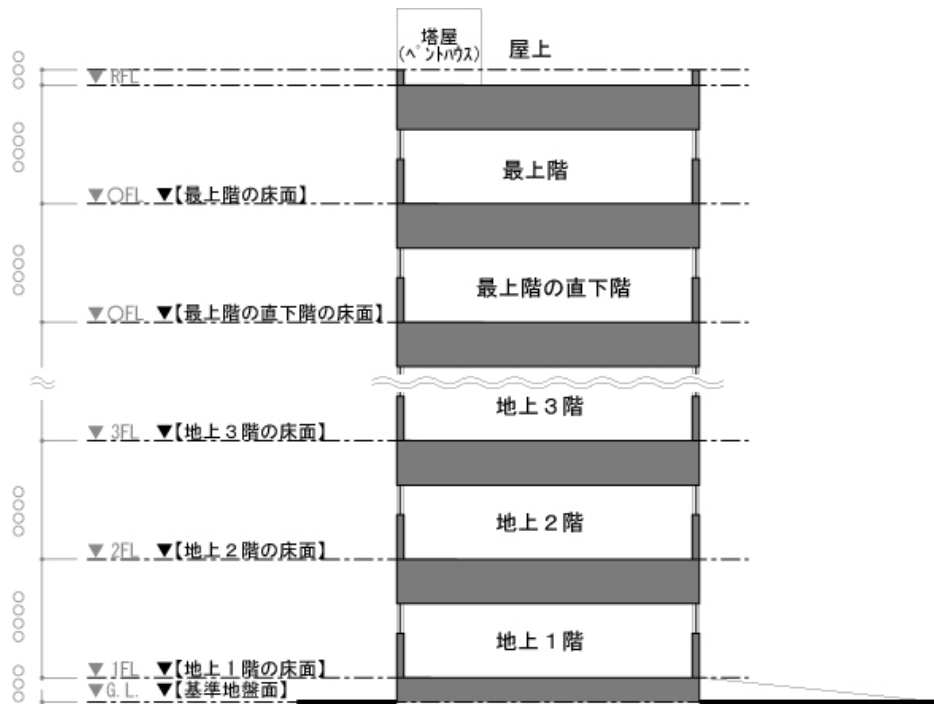 塔屋
(ペントハウス)
屋上
▼RFL
最上階
▼○FL ▼【最上階の床面】
最上階の直下階
▼○FL ▼【最上階の直下階の床面】
地上3階
▼3FL ▼【地上3階の床面】
地上2階
▼2FL ▼【地上2階の床面】
地上1階
▼1FL ▼【地上1階の床面】
▼G.L. ▼【基準地盤面】
○○○
○○○○
○○○○
○○○○
○○○○
○○○